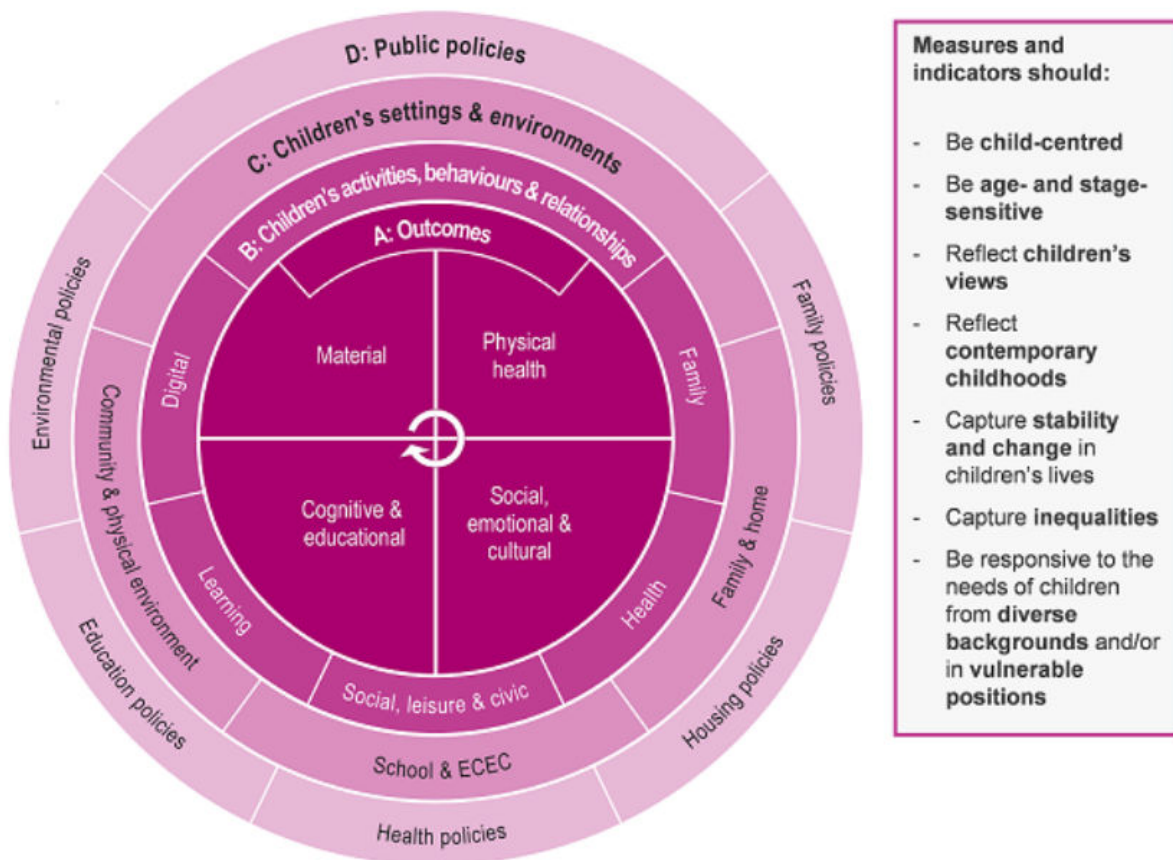 D: Public policies
C: Children's settings & environments
B: Children's activities, behaviours & relationships
A: Outcomes
Material
Physical
health
Cognitive &
educational
Social,
emotional &
cultural
Digital
Family
Learning
Health
Social, leisure & civic
Community & physical environment
Family & home
School & ECEC
Environmental policies
Family policies
Education policies
Housing policies
Health policies
Measures and
indicators should:
- Be child-centred
- Be age- and stage-
sensitive
- Reflect children's
views
- Reflect
contemporary
childhoods
- Capture stability
and change in
children's lives
- Capture inequalities
- Be responsive to the
needs of children
from diverse
backgrounds and/or
in vulnerable
positions